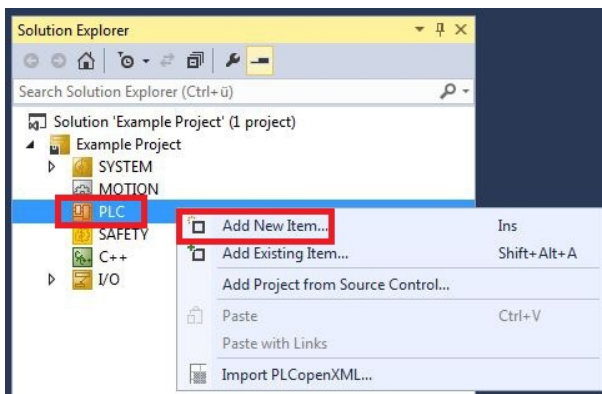 Solution Explorer
Search Solution Explorer (Ctrl+ü)
Solution 'Example Project' (1 project)
Example Project
SYSTEM
MOTION
PLC
SAFETY
C++
I/O
Add New Item... Ins
Add Existing Item... Shift+Alt+A
Add Project from Source Control...
Paste Ctrl+V
Paste with Links
Import PLCopenXML...